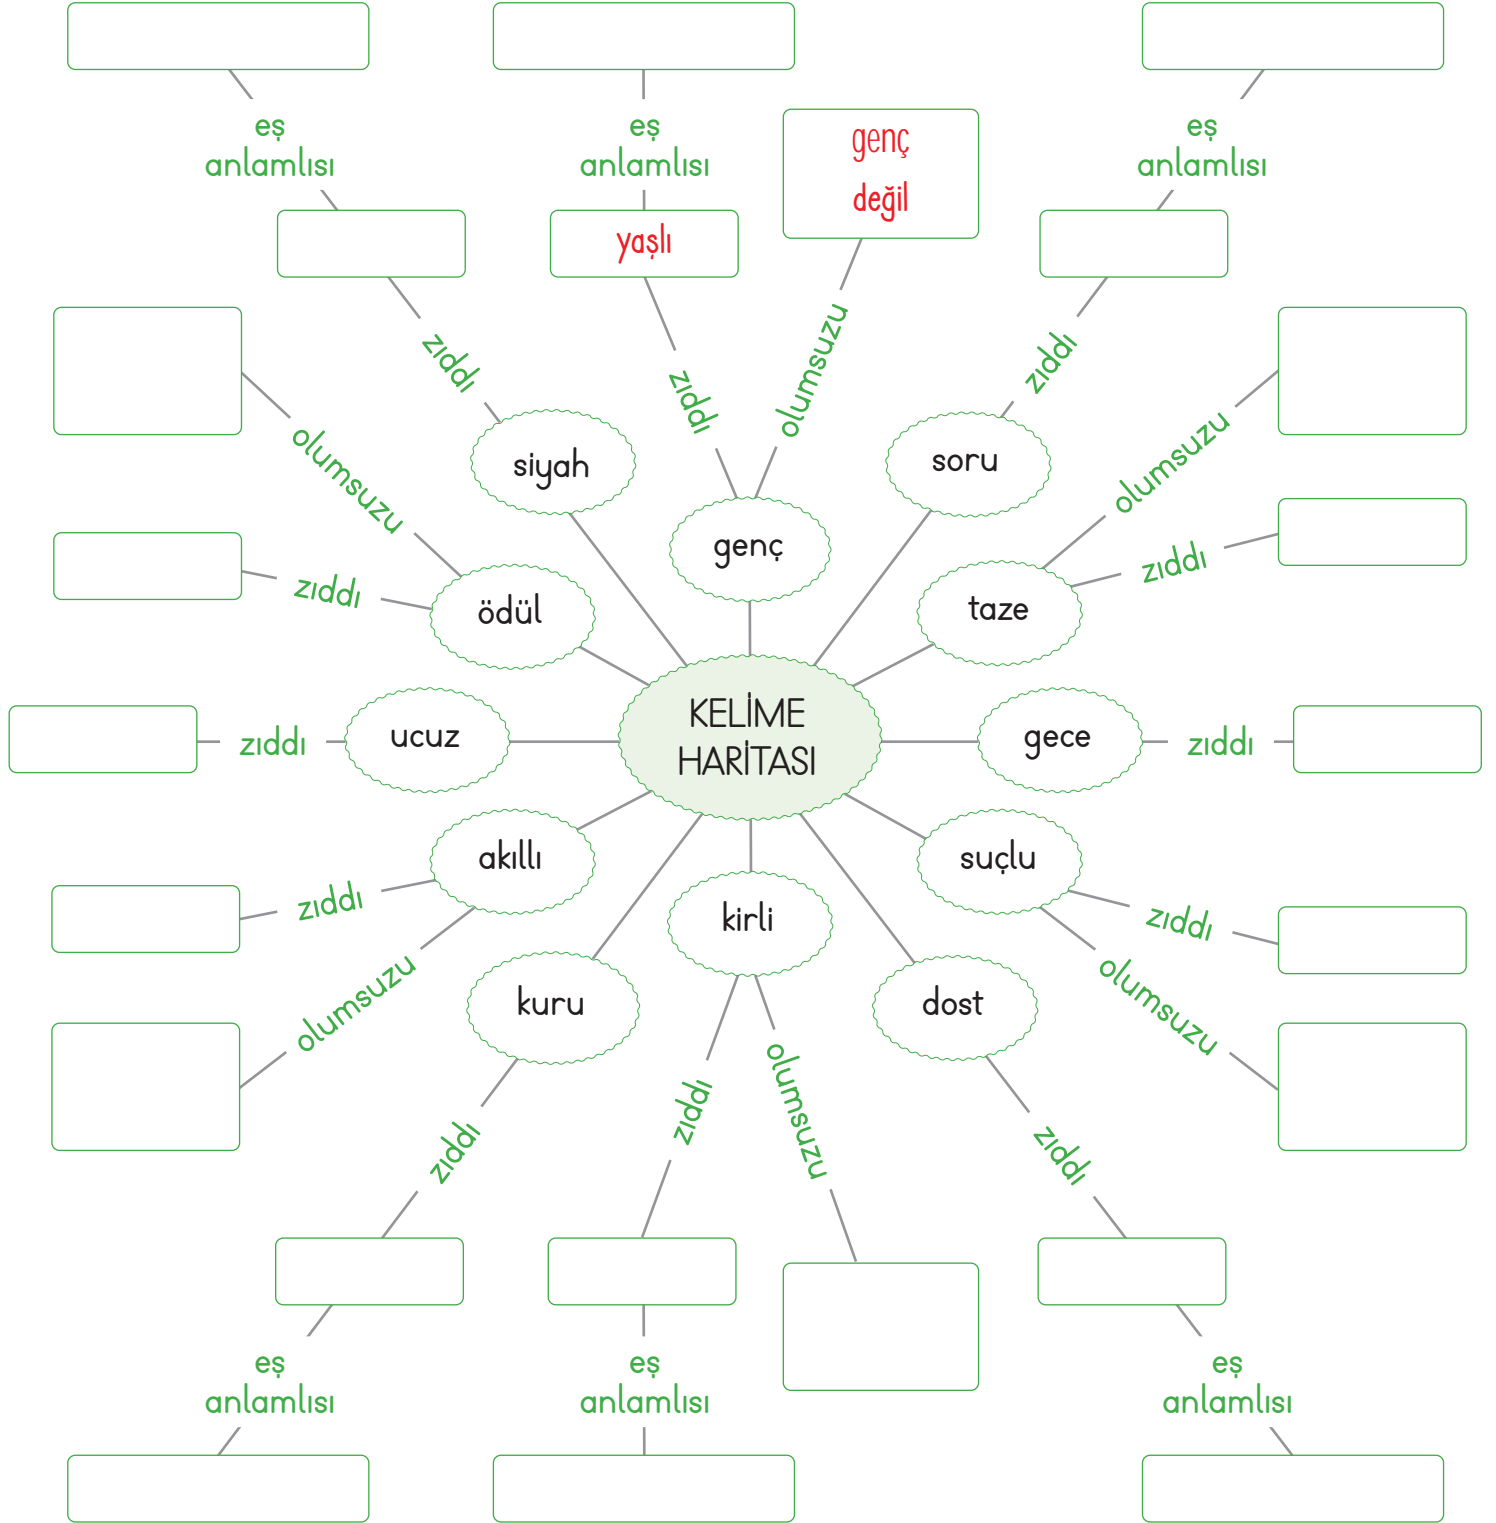 eş
anlamlısı
eş
anlamlısı
genç
değil
eş
anlamlısı
yaşlı
zıddı
zıddı
olumsuzu
zıddı
olumsuzu
siyah
soru
olumsuzu
genç
zıddı
ödül
taze
zıddı
ucuz
zıddı
KELİME
HARİTASI
gece
zıddı
akıllı
suçlu
zıddı
kirli
zıddı
olumsuzu
kuru
dost
olumsuzu
zıddı
zıddı
olumsuzu
zıddı
eş
anlamlısı
eş
anlamlısı
eş
anlamlısı